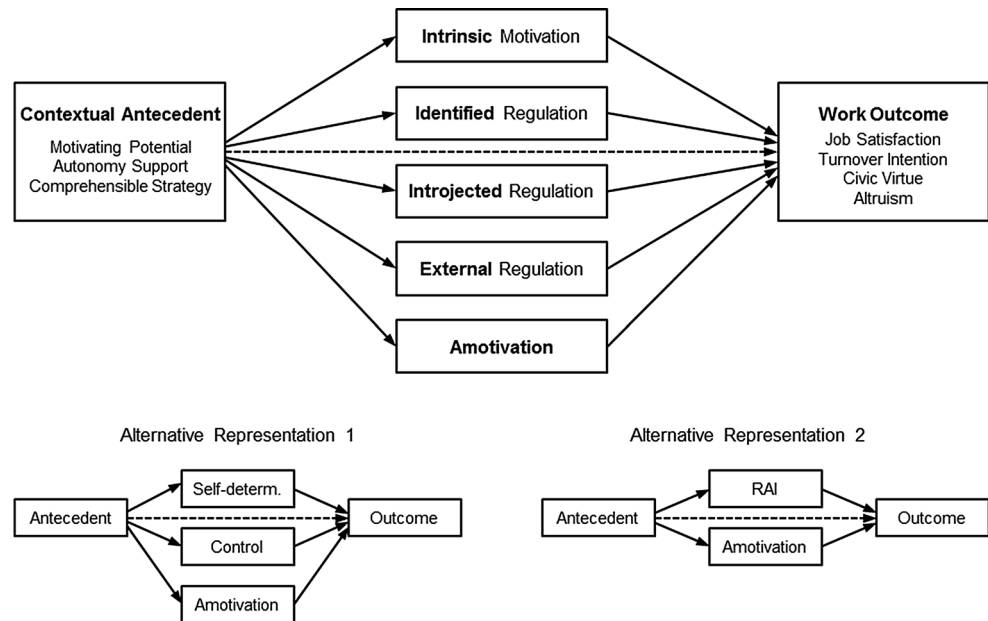 Contextual Antecedent
Motivating Potential
Autonomy Support
Comprehensible Strategy
Intrinsic Motivation
Identified Regulation
Introjected Regulation
External Regulation
Amotivation
Work Outcome
Job Satisfaction
Turnover Intention
Civic Virtue
Altruism
Alternative Representation 1
Antecedent
Self-determ.
Control
Amotivation
Outcome
Alternative Representation 2
Antecedent
RAI
Amotivation
Outcome